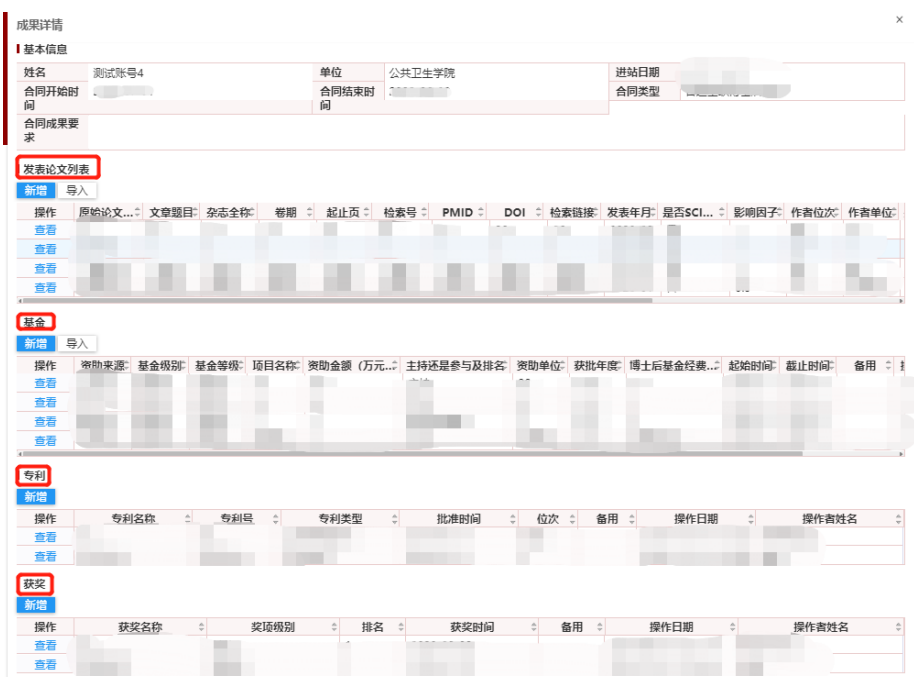 成果详情 ×
基本信息
姓名 测试账号4 单位 公共卫生学院 进站日期
合同开始时间 合同结束时间 合同类型
合同成果要求
发表论文列表
新增 导入
操作 原始论文... 文章题目 杂志全称 卷期 起止页 检索号 PMID DOI 检索链接 发表年月 是否SCI... 影响因子 作者位次 作者单位
查看
查看
查看
查看
基金
新增 导入
操作 资助来源 基金级别 基金等级 项目名称 资助金额（万元... 主持还是参与及排名 资助单位 获批年度 博士后基金经费... 起始时间 截止时间 备用
查看
查看
查看
查看
专利
新增
操作 专利名称 专利号 专利类型 批准时间 位次 备用 操作日期 操作者姓名
查看
查看
获奖
新增
操作 获奖名称 奖项级别 排名 获奖时间 备用 操作日期 操作者姓名
查看
查看